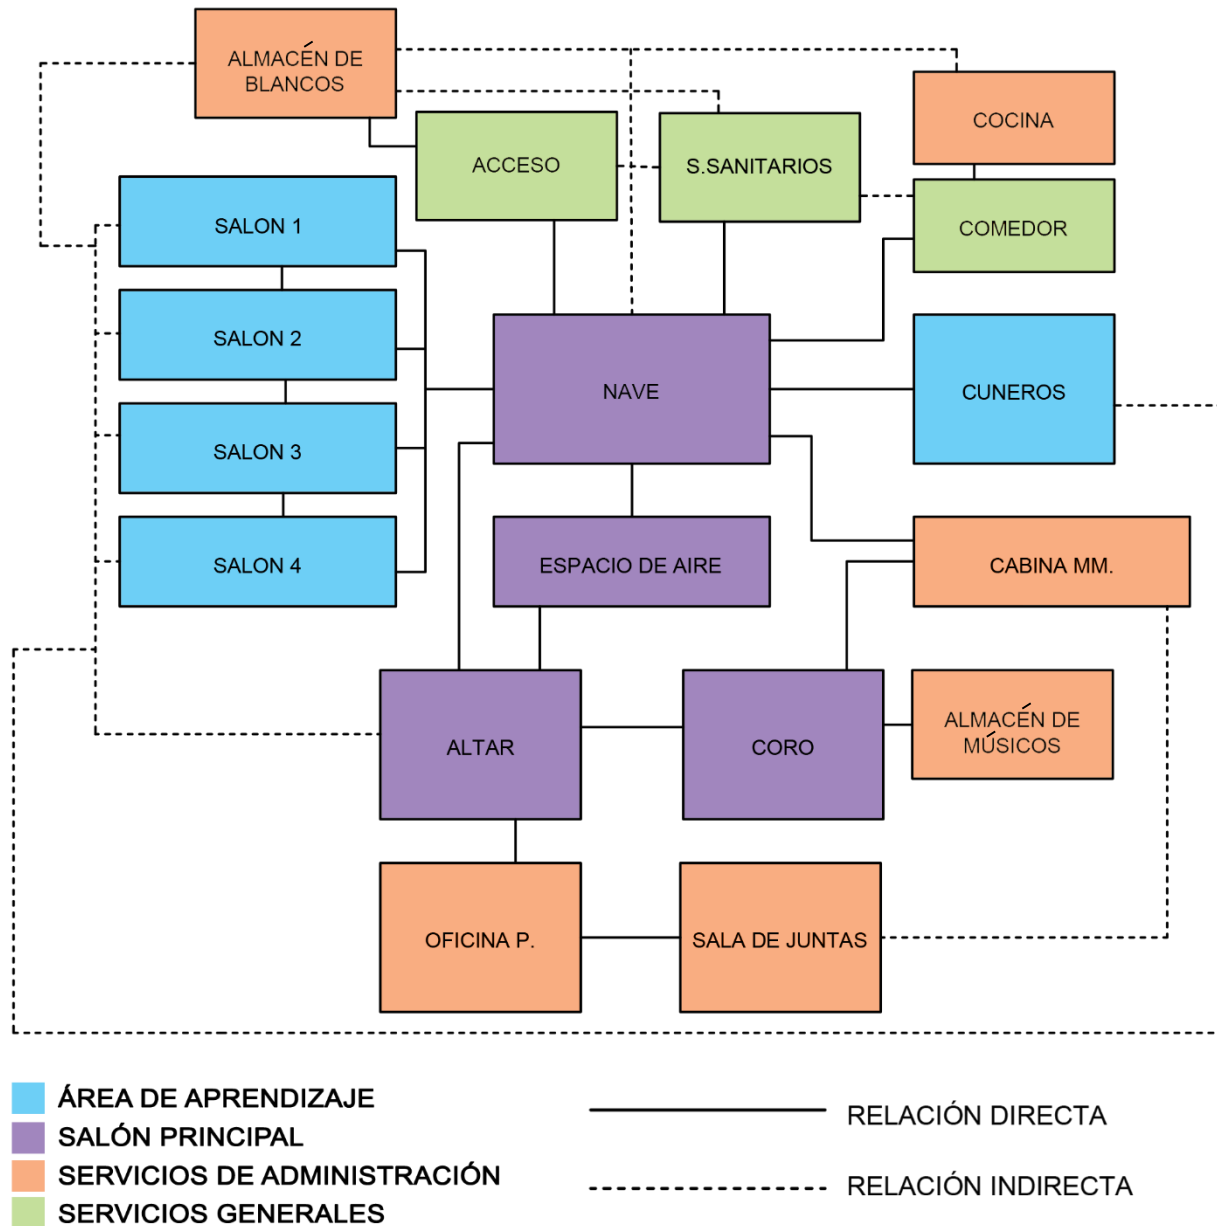 ALMACÉN DE
BLANCOS
COCINA
ACCESO
S.SANITARIOS
SALON 1
COMEDOR
SALON 2
NAVE
CUNEROS
SALON 3
SALON 4
ESPACIO DE AIRE
CABINA MM.
ALTAR
CORO
ALMACÉN DE
MÚSICOS
OFICINA P.
SALA DE JUNTAS
ÁREA DE APRENDIZAJE
SALÓN PRINCIPAL
SERVICIOS DE ADMINISTRACIÓN
SERVICIOS GENERALES
RELACIÓN DIRECTA
RELACIÓN INDIRECTA